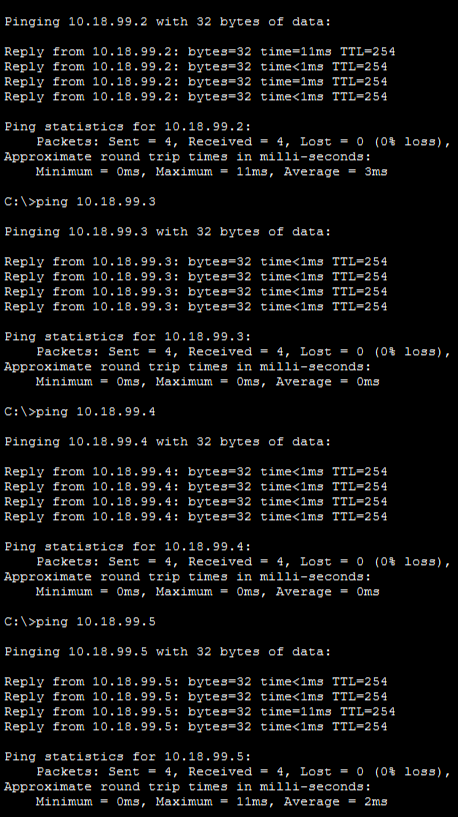 Pinging 10.18.99.2 with 32 bytes of data:
Reply from 10.18.99.2: bytes=32 time=11ms TTL=254
Reply from 10.18.99.2: bytes=32 time<1ms TTL=254
Reply from 10.18.99.2: bytes=32 time=1ms TTL=254
Reply from 10.18.99.2: bytes=32 time<1ms TTL=254
Ping statistics for 10.18.99.2:
Packets: Sent = 4, Received = 4, Lost = 0 (0% loss),
Approximate round trip times in milli-seconds:
Minimum = 0ms, Maximum = 11ms, Average = 3ms
C:\>ping 10.18.99.3
Pinging 10.18.99.3 with 32 bytes of data:
Reply from 10.18.99.3: bytes=32 time<1ms TTL=254
Reply from 10.18.99.3: bytes=32 time<1ms TTL=254
Reply from 10.18.99.3: bytes=32 time<1ms TTL=254
Reply from 10.18.99.3: bytes=32 time<1ms TTL=254
Ping statistics for 10.18.99.3:
Packets: Sent = 4, Received = 4, Lost = 0 (0% loss),
Approximate round trip times in milli-seconds:
Minimum = 0ms, Maximum = 0ms, Average = 0ms
C:\>ping 10.18.99.4
Pinging 10.18.99.4 with 32 bytes of data:
Reply from 10.18.99.4: bytes=32 time<1ms TTL=254
Reply from 10.18.99.4: bytes=32 time<1ms TTL=254
Reply from 10.18.99.4: bytes=32 time<1ms TTL=254
Reply from 10.18.99.4: bytes=32 time<1ms TTL=254
Ping statistics for 10.18.99.4:
Packets: Sent = 4, Received = 4, Lost = 0 (0% loss),
Approximate round trip times in milli-seconds:
Minimum = 0ms, Maximum = 0ms, Average = 0ms
C:\>ping 10.18.99.5
Pinging 10.18.99.5 with 32 bytes of data:
Reply from 10.18.99.5: bytes=32 time<1ms TTL=254
Reply from 10.18.99.5: bytes=32 time<1ms TTL=254
Reply from 10.18.99.5: bytes=32 time=11ms TTL=254
Reply from 10.18.99.5: bytes=32 time<1ms TTL=254
Ping statistics for 10.18.99.5:
Packets: Sent = 4, Received = 4, Lost = 0 (0% loss),
Approximate round trip times in milli-seconds:
Minimum = 0ms, Maximum = 11ms, Average = 2ms